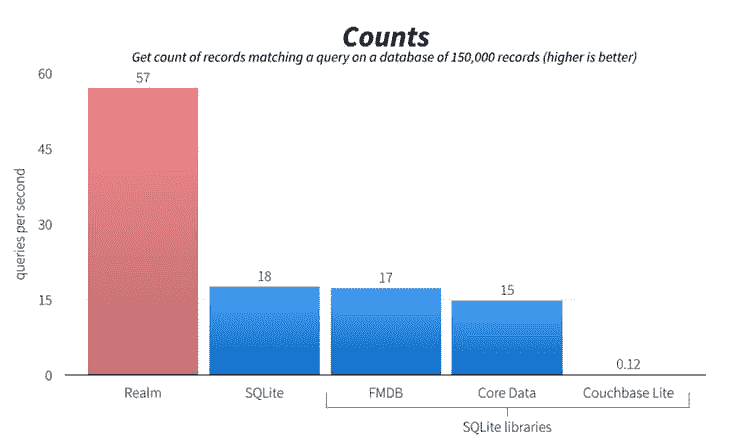 Counts
Get count of records matching a query on a database of 150,000 records (higher is better)
60
45
30
15
0
queries per second
57
18
17
15
0.12
Realm
SQLite
FMDB
Core Data
Couchbase Lite
SQLite libraries